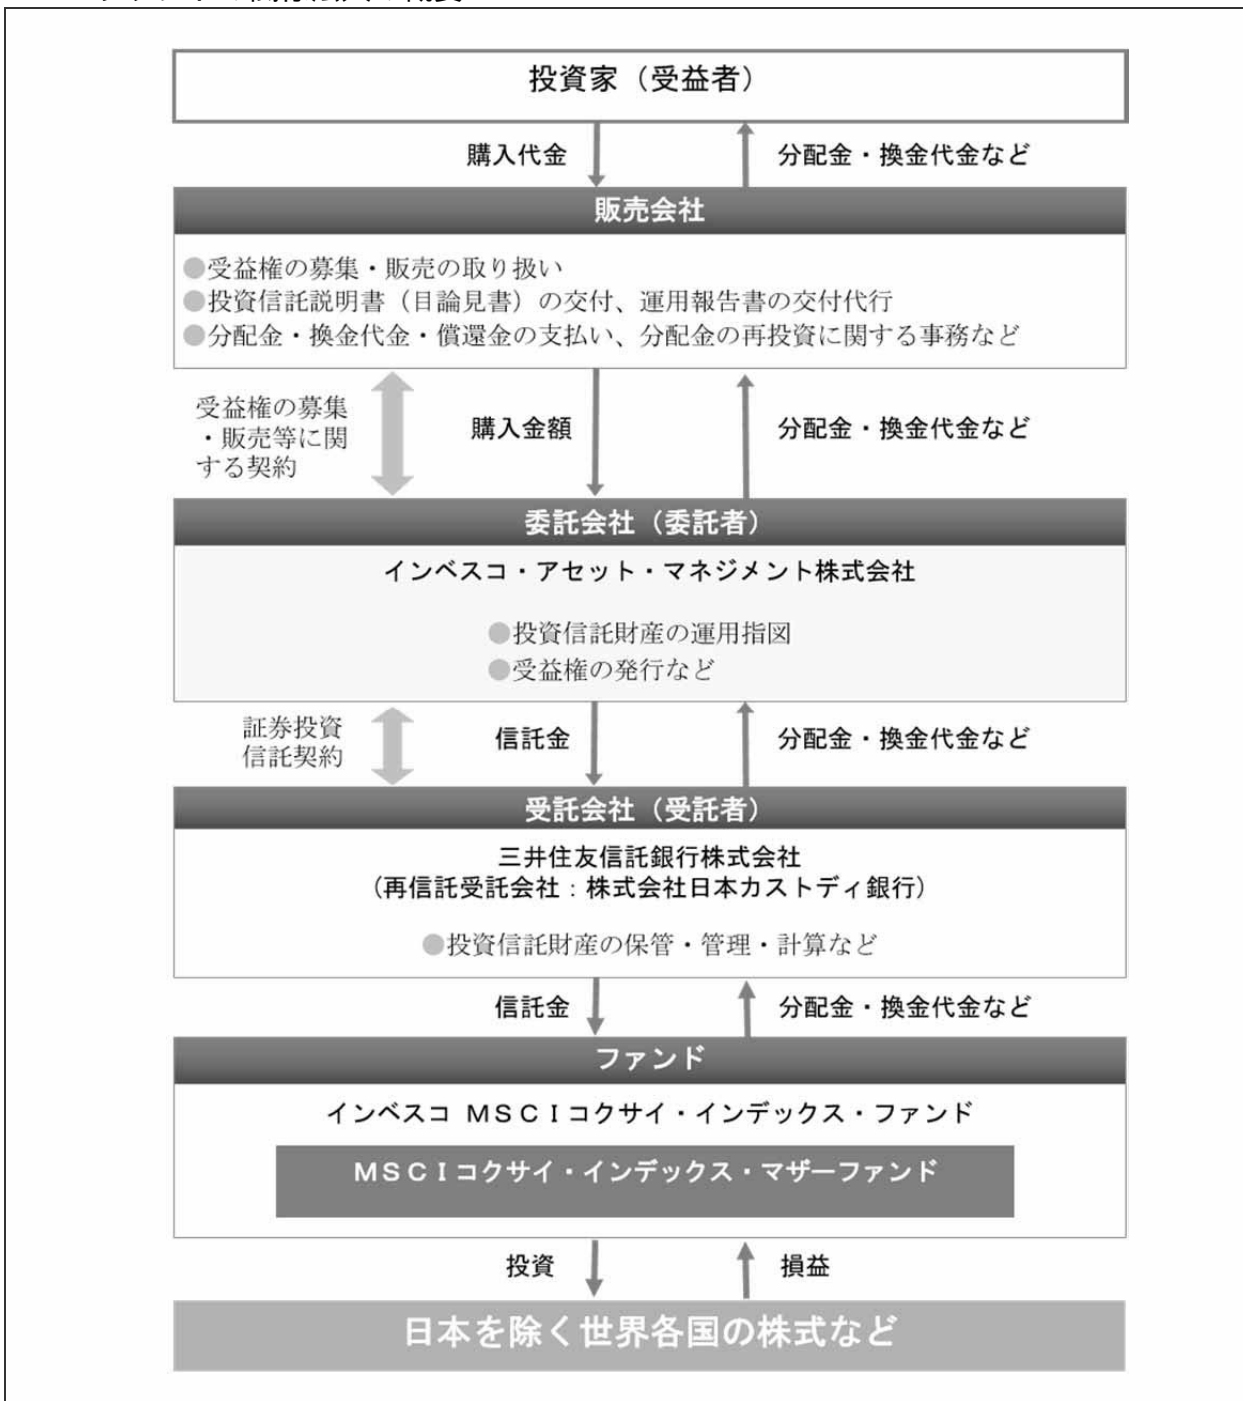 投資家（受益者）
購入代金
分配金・換金代金など
販売会社
●受益権の募集・販売の取り扱い
●投資信託説明書（目論見書）の交付、運用報告書の交付代行
●分配金・換金代金・償還金の支払い、分配金の再投資に関する事務など
受益権の募集
・販売等に関
する契約
購入金額
分配金・換金代金など
委託会社（委託者）
インベスコ・アセット・マネジメント株式会社
●投資信託財産の運用指図
●受益権の発行など
証券投資
信託契約
信託金
分配金・換金代金など
受託会社（受託者）
三井住友信託銀行株式会社
（再信託受託会社：株式会社日本カストディ銀行）
●投資信託財産の保管・管理・計算など
信託金
分配金・換金代金など
ファンド
インベスコ ＭＳＣＩコクサイ・インデックス・ファンド
ＭＳＣＩコクサイ・インデックス・マザーファンド
投資
損益
日本を除く世界各国の株式など